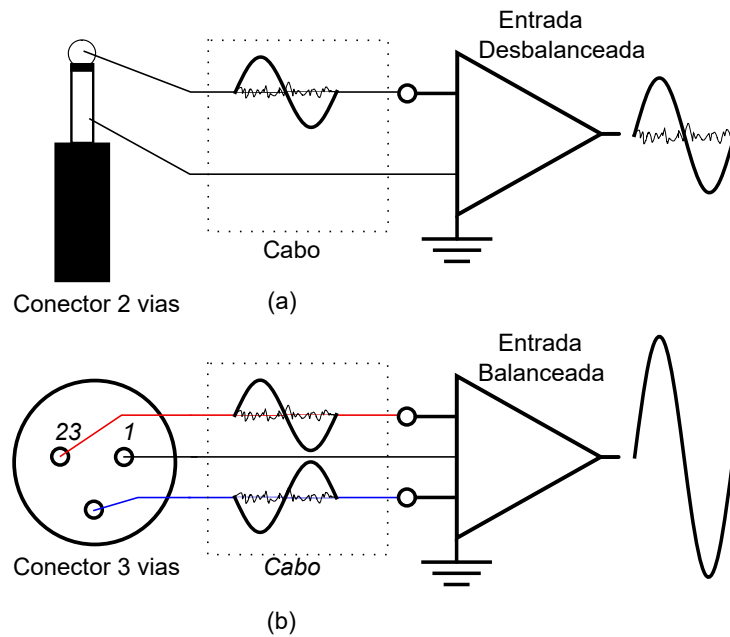 Entrada
Desbalanceada
Cabo
Conector 2 vias
(a)
Entrada
Balanceada
23 1
Conector 3 vias
Cabo
(b)